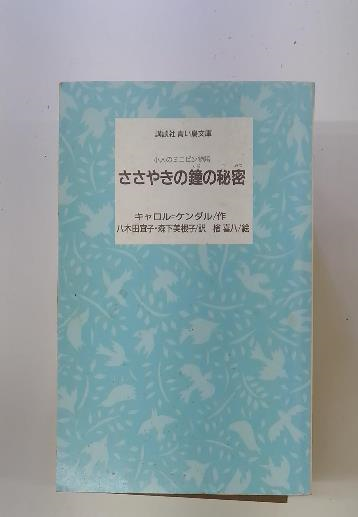 講談社 青い鳥文庫
小人のミニピン物語
ささやきの鐘の秘密
キャロル=ケンダル/作
八木田宜子・森下美根子/訳 檜 喜八/絵